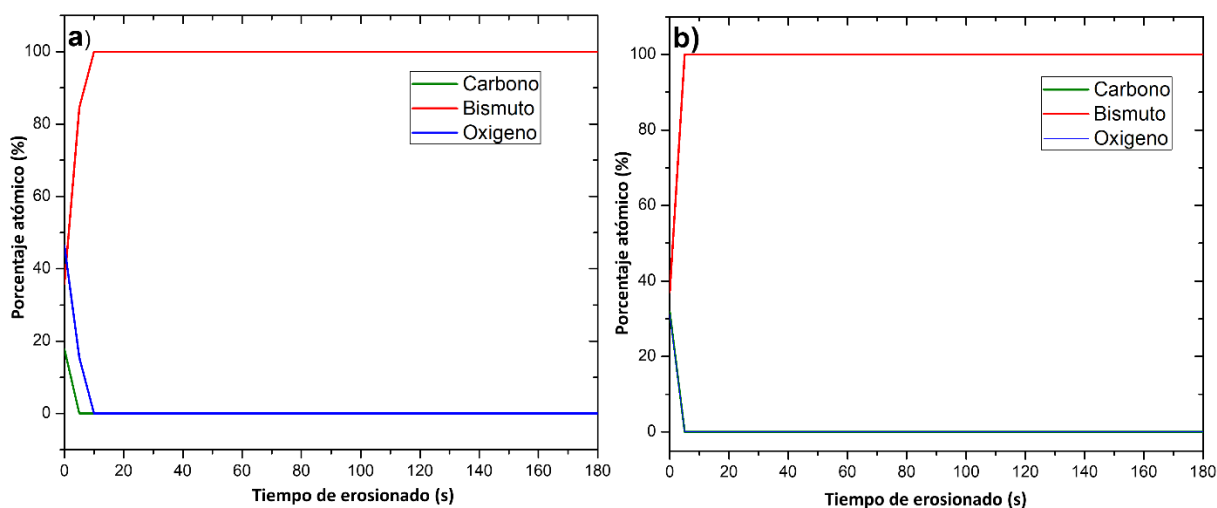 a)
100
80
60
40
20
0
Porcentaje atómico (%)
Carbono
Bismuto
Oxigeno
0 20 40 60 80 100 120 140 160 180
Tiempo de erosionado (s)
b)
100
80
60
40
20
0
Porcentaje atómico (%)
Carbono
Bismuto
Oxigeno
0 20 40 60 80 100 120 140 160 180
Tiempo de erosionado (s)